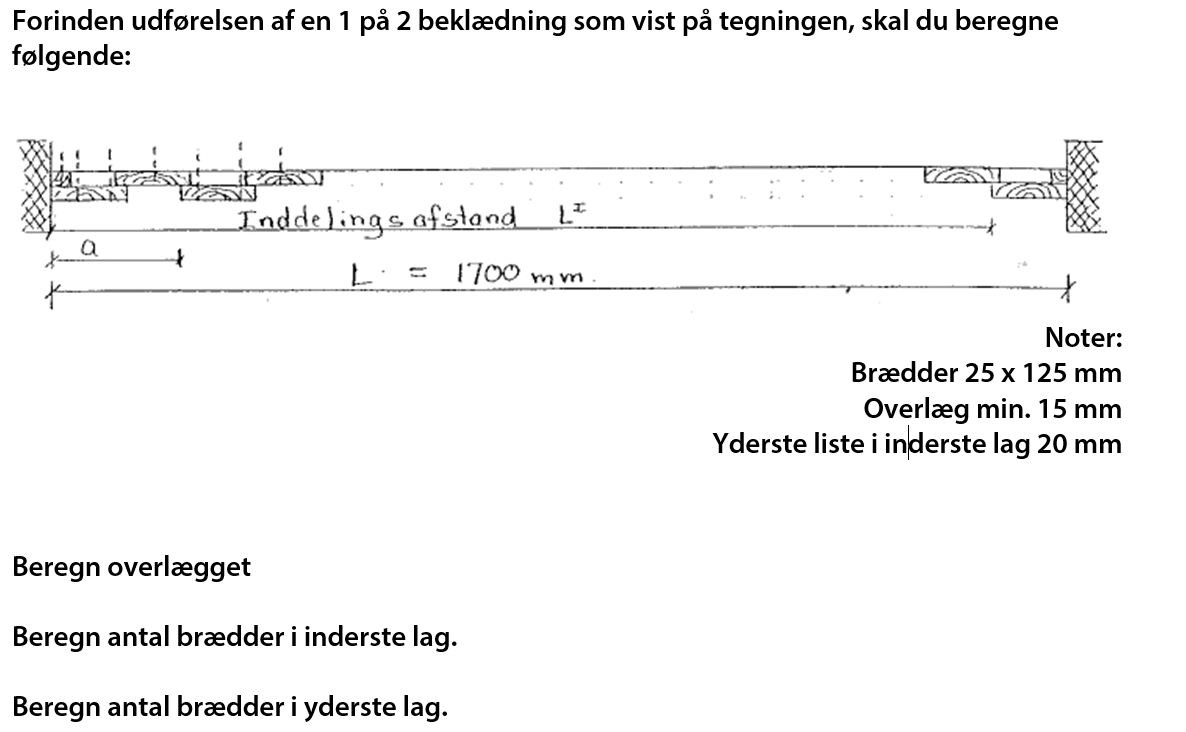 Forinden udførelsen af en 1 på 2 beklædning som vist på tegningen, skal du beregne
følgende:
Inddelings afstand L^I
a
L = 1700 mm.
Noter:
Brædder 25 x 125 mm
Overlæg min. 15 mm
Yderste liste i inderste lag 20 mm
Beregn overlægget
Beregn antal brædder i inderste lag.
Beregn antal brædder i yderste lag.